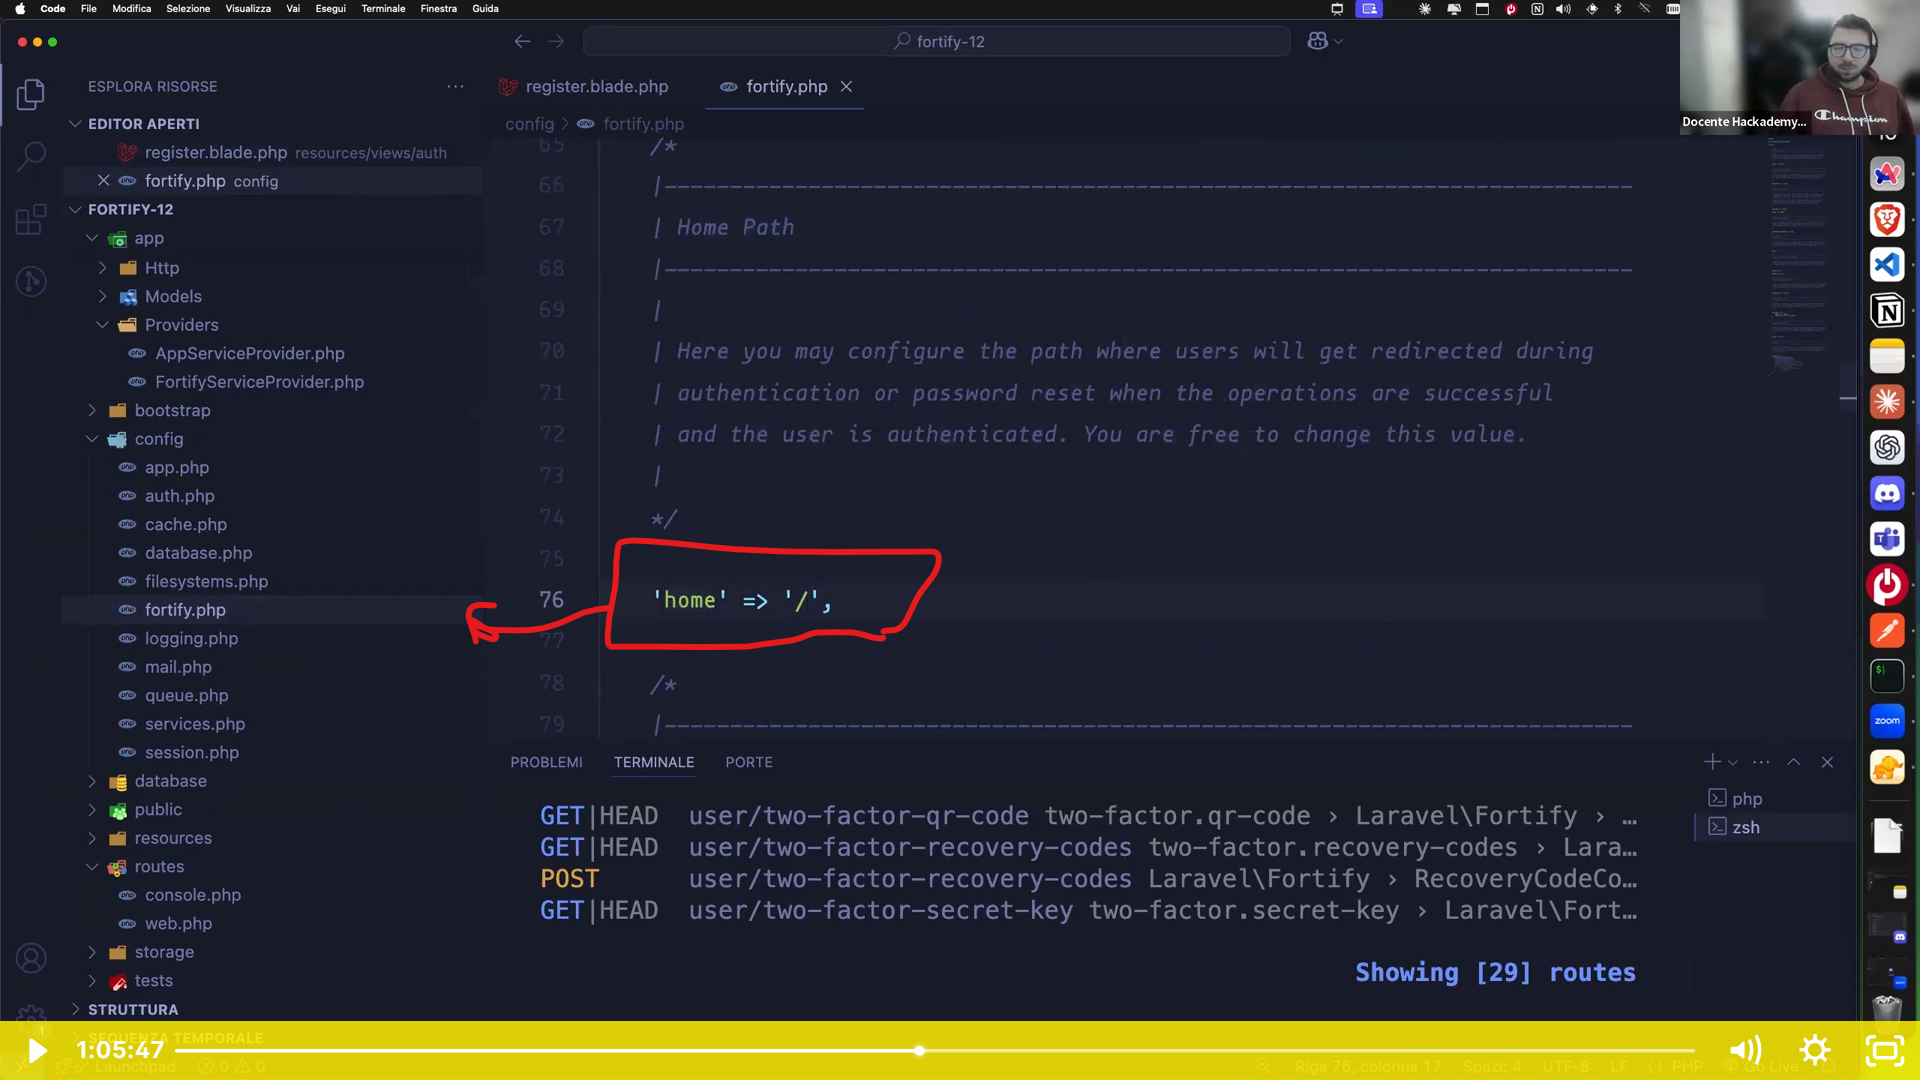 Code File Modifica Selezione Visualizza Vai Esegui Terminale Finestra Guida
fortify-12
Docente Hackademy...
ESPLORA RISORSE
EDITOR APERTI
register.blade.php resources/views/auth
fortify.php config
FORTIFY-12
app
Http
Models
Providers
AppServiceProvider.php
FortifyServiceProvider.php
bootstrap
config
app.php
auth.php
cache.php
database.php
filesystems.php
fortify.php
logging.php
mail.php
queue.php
services.php
session.php
database
public
resources
routes
console.php
web.php
storage
tests
STRUTTURA
SEQUENZA TEMPORALE
register.blade.php fortify.php
config > fortify.php
65 /*
66 |--------------------------------------------------------------------------
67 | Home Path
68 |--------------------------------------------------------------------------
69 |
70 | Here you may configure the path where users will get redirected during
71 | authentication or password reset when the operations are successful
72 | and the user is authenticated. You are free to change this value.
73 |
74 */
75
76 'home' => '/',
77
78 /*
79 |--------------------------------------------------------------------------
PROBLEMI TERMINALE PORTE
GET|HEAD user/two-factor-qr-code two-factor.qr-code › Laravel\Fortify › …
GET|HEAD user/two-factor-recovery-codes two-factor.recovery-codes › Lara…
POST user/two-factor-recovery-codes Laravel\Fortify › RecoveryCodeCo…
GET|HEAD user/two-factor-secret-key two-factor.secret-key › Laravel\Fort…
Showing [29] routes
php
zsh
zoom
Champion
1:05:47
Launchpad 0 0
Riga 76, colonna 17 Spazi: 4 UTF-8 LF {} PHP Go Live